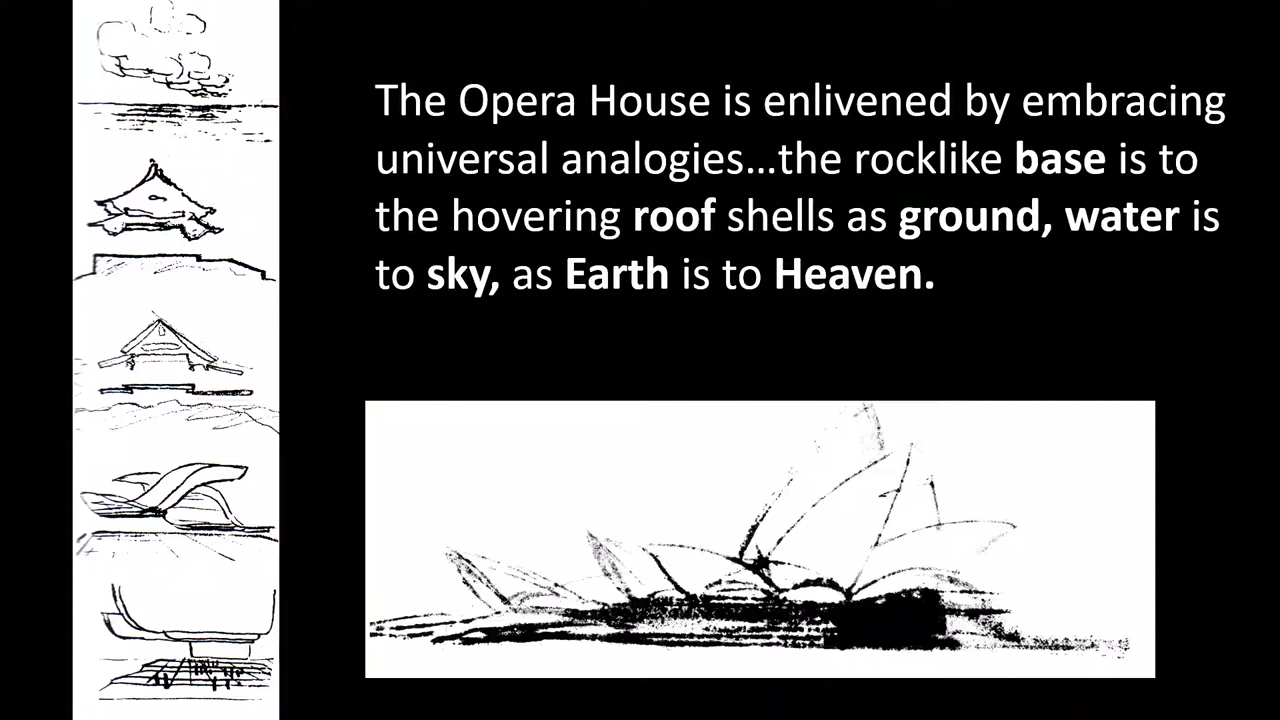 The Opera House is enlivened by embracing
universal analogies…the rocklike base is to
the hovering roof shells as ground, water is
to sky, as Earth is to Heaven.